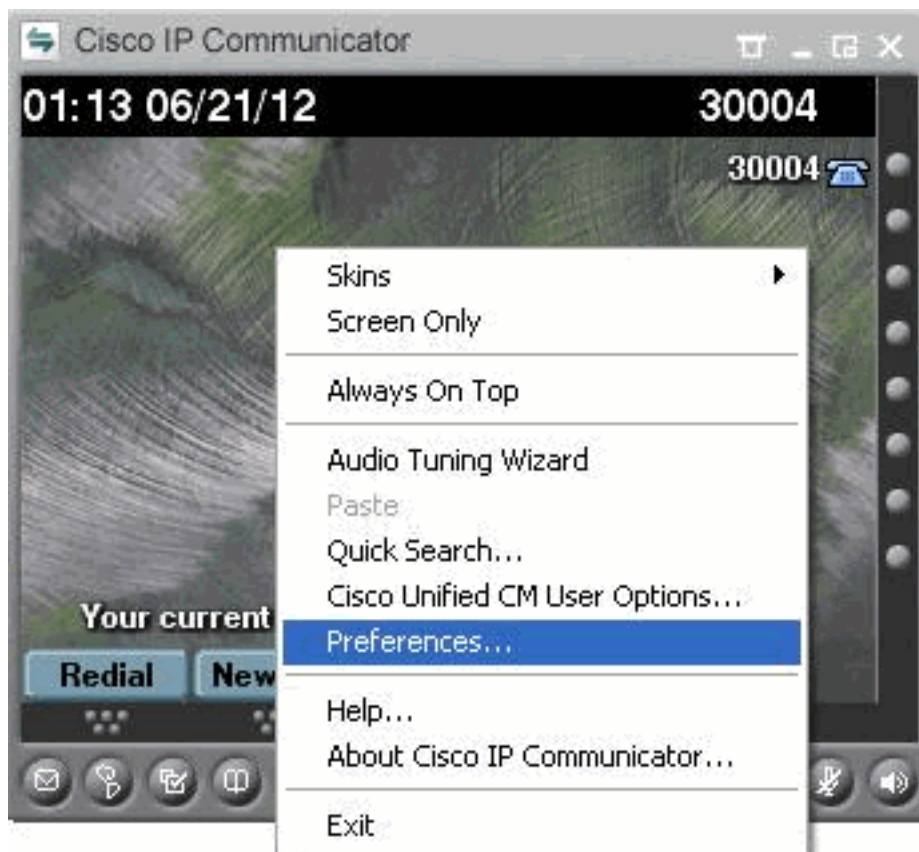 Cisco IP Communicator
01:13 06/21/12 30004
30004
Skins
Screen Only
Always On Top
Audio Tuning Wizard
Paste
Quick Search...
Cisco Unified CM User Options...
Preferences...
Help...
About Cisco IP Communicator...
Exit
Your current
Redial New